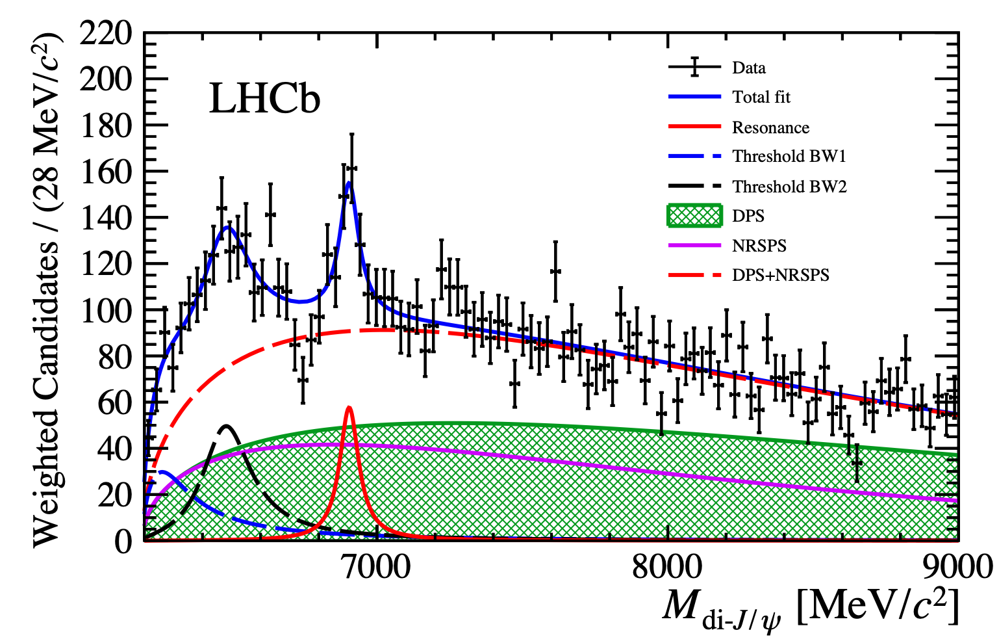 LHCb
Data
Total fit
Resonance
Threshold BW1
Threshold BW2
DPS
NRSPS
DPS+NRSPS
Weighted Candidates / (28 MeV/c²)
220
200
180
160
140
120
100
80
60
40
20
0
7000
8000
9000
M di-J/ψ [MeV/c²]